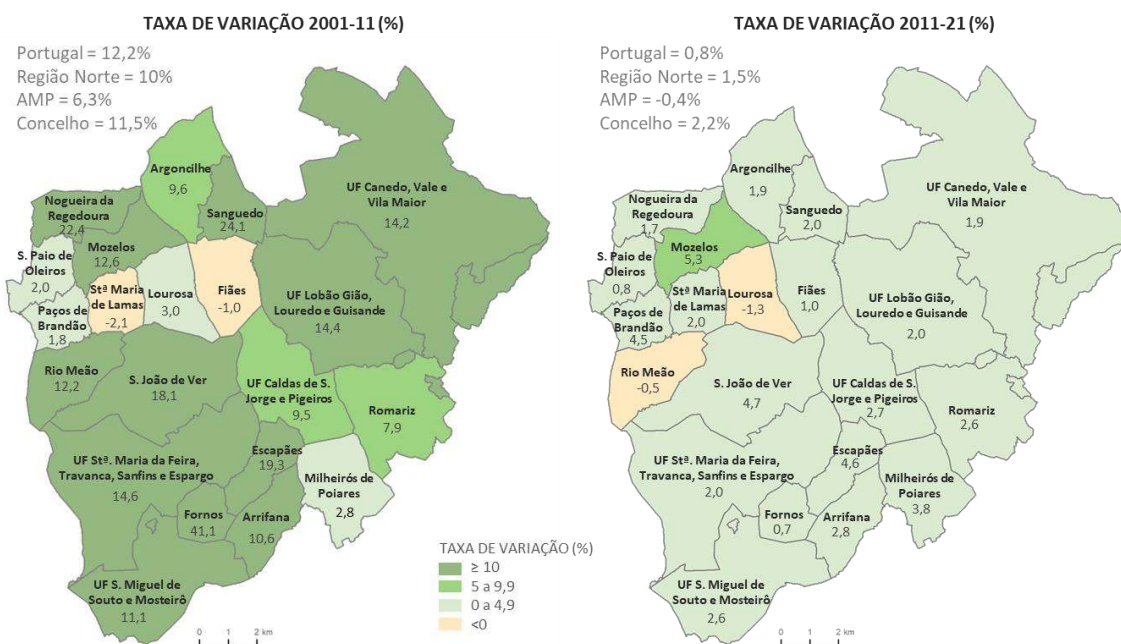 TAXA DE VARIAÇÃO 2001-11 (%)
Portugal = 12,2%
Região Norte = 10%
AMP = 6,3%
Concelho = 11,5%
Argoncilhe
9,6
Nogueira da
Regedoura
22,4
Sanguedo
24,1
UF Canedo, Vale e
Vila Maior
14,2
Mozelos
12,6
S. Paio de
Oleiros
2,0
Stª Maria
de Lamas
-2,1
Lourosa
3,0
Fiães
-1,0
UF Lobão Gião,
Louredo e Guisande
14,4
Paços de
Brandão
1,8
Rio Meão
12,2
S. João de Ver
18,1
UF Caldas de S.
Jorge e Pigeiros
9,5
Romariz
7,9
Escapães
19,3
UF Stª. Maria da Feira,
Travanca, Sanfins e Espargo
14,6
Milheirós de
Poiares
2,8
Fornos
41,1
Arrifana
10,6
UF S. Miguel de
Souto e Mosteirô
11,1
0 1 2 km
TAXA DE VARIAÇÃO (%)
≥ 10
5 a 9,9
0 a 4,9
<0
TAXA DE VARIAÇÃO 2011-21 (%)
Portugal = 0,8%
Região Norte = 1,5%
AMP = -0,4%
Concelho = 2,2%
Argoncilhe
1,9
Nogueira da
Regedoura
1,7
Sanguedo
2,0
UF Canedo, Vale e
Vila Maior
1,9
Mozelos
5,3
S. Paio de
Oleiros
0,8
Stª Maria
de Lamas
2,0
Lourosa
-1,3
Fiães
1,0
UF Lobão Gião,
Louredo e Guisande
2,0
Paços de
Brandão
4,5
Rio Meão
-0,5
S. João de Ver
4,7
UF Caldas de S.
Jorge e Pigeiros
2,7
Romariz
2,6
Escapães
4,6
UF Stª. Maria da Feira,
Travanca, Sanfins e Espargo
2,0
Milheirós de
Poiares
3,8
Fornos
0,7
Arrifana
2,8
UF S. Miguel de
Souto e Mosteirô
2,6
0 1 2 km